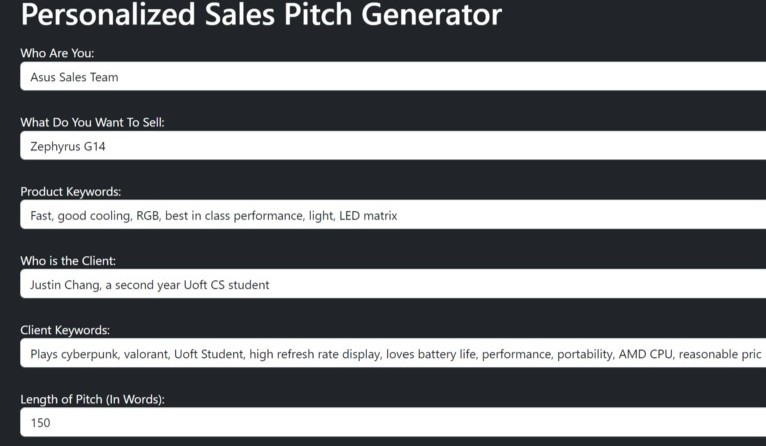 Personalized Sales Pitch Generator
Who Are You:
Asus Sales Team
What Do You Want To Sell:
Zephyrus G14
Product Keywords:
Fast, good cooling, RGB, best in class performance, light, LED matrix
Who is the Client:
Justin Chang, a second year Uoft CS student
Client Keywords:
Plays cyberpunk, valorant, Uoft Student, high refresh rate display, loves battery life, performance, portability, AMD CPU, reasonable pric
Length of Pitch (In Words):
150